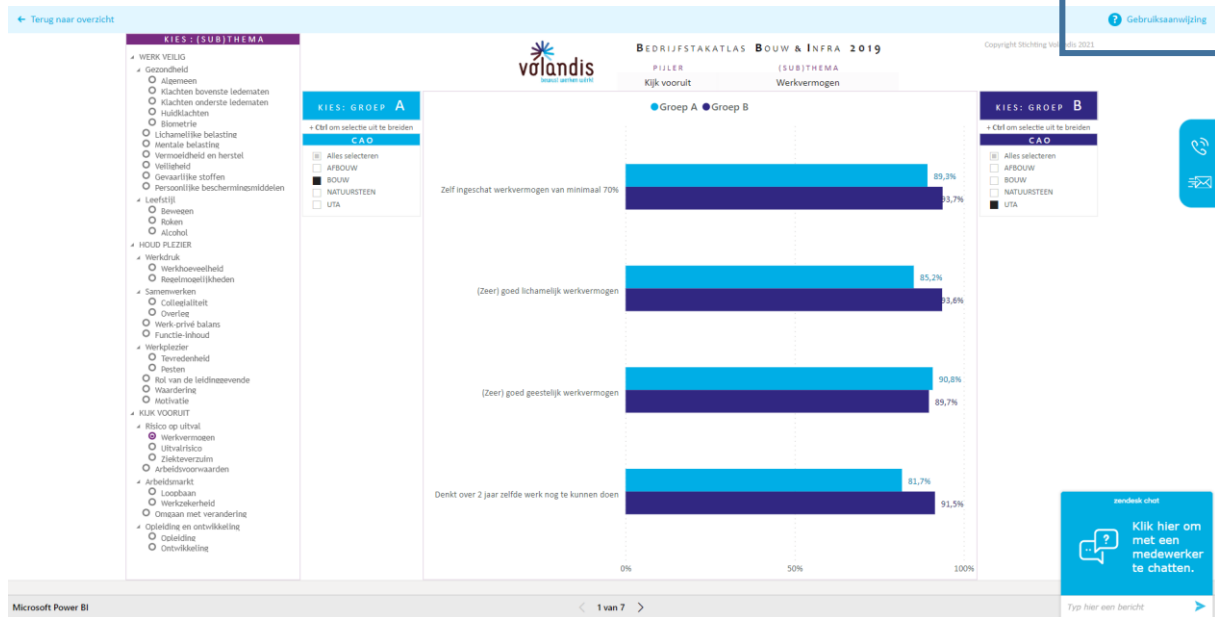 ← Terug naar overzicht
? Gebruiksaanwijzing
KIES: (SUB)THEMA
WERK VEILIG
Gezondheid
Algemeen
Klachten bovenste ledematen
Klachten onderste ledematen
Huidklachten
Biometrie
Lichamelijke belasting
Mentale belasting
Vermoeidheid en herstel
Veiligheid
Gevaarlijke stoffen
Persoonlijke beschermingsmiddelen
Leefstijl
Bewegen
Roken
Alcohol
HOUD PLEZIER
Werkdruk
Werkhoeveelheid
Regelmogelijkheden
Samenwerken
Collegialiteit
Overleg
Werk-privé balans
Functie-inhoud
Werkplezier
Tevredenheid
Pesten
Rol van de leidinggevende
Waardering
Motivatie
KIJK VOORUIT
Risico op uitval
Werkvermogen
Uitvalrisico
Ziekteverzuim
Arbeidsvoorwaarden
Arbeidsmarkt
Loopbaan
Werkzekerheid
Omgaan met verandering
Opleiding en ontwikkeling
Opleiding
Ontwikkeling
KIES: GROEP A
+ Ctrl om selectie uit te breiden
CAO
Alles selecteren
AFBOUW
BOUW
NATUURSTEEN
UTA
volandis
BEDRIJFSTAKATLAS BOUW & INFRA 2019
PIJLER (SUB)THEMA
Kijk vooruit Werkvermogen
Copyright Stichting Volandis 2021
Groep A Groep B
Zelf ingeschat werkvermogen van minimaal 70%
89,3%
93,7%
(Zeer) goed lichamelijk werkvermogen
85,2%
93,6%
(Zeer) goed geestelijk werkvermogen
90,8%
89,7%
Denkt over 2 jaar zelfde werk nog te kunnen doen
81,7%
91,5%
0% 50% 100%
KIES: GROEP B
+ Ctrl om selectie uit te breiden
CAO
Alles selecteren
AFBOUW
BOUW
NATUURSTEEN
UTA
zendesk chat
Klik hier om
met een
medewerker
te chatten.
Typ hier een bericht
Microsoft Power BI
< 1 van 7 >